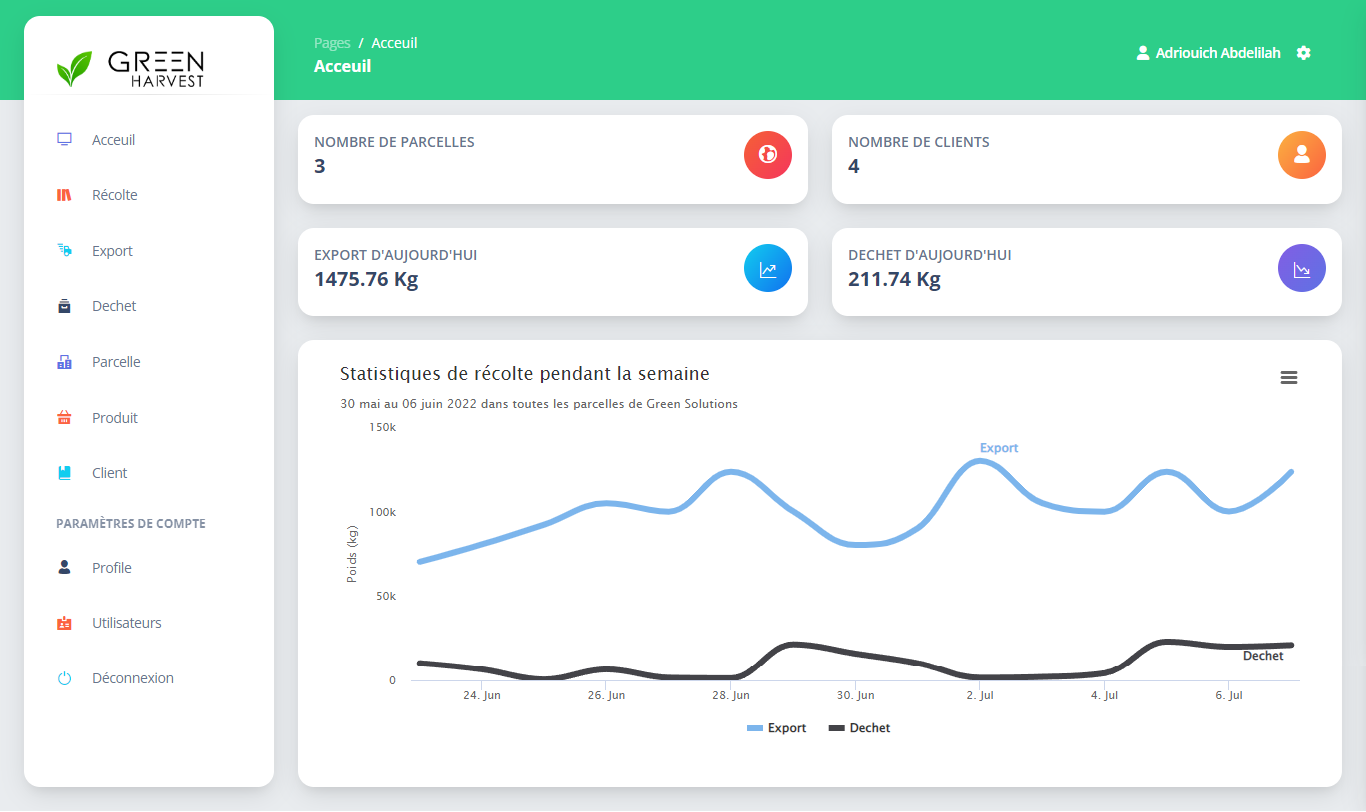 GREEN
HARVEST
Acceuil
Récolte
Export
Dechet
Parcelle
Produit
Client
PARAMÈTRES DE COMPTE
Profile
Utilisateurs
Déconnexion
Pages / Acceuil
Acceuil
Adriouich Abdelilah
NOMBRE DE PARCELLES
3
NOMBRE DE CLIENTS
4
EXPORT D'AUJOURD'HUI
1475.76 Kg
DECHET D'AUJOURD'HUI
211.74 Kg
Statistiques de récolte pendant la semaine
30 mai au 06 juin 2022 dans toutes les parcelles de Green Solutions
Poids (kg)
150k
100k
50k
0
Export
Dechet
24. Jun 26. Jun 28. Jun 30. Jun 2. Jul 4. Jul 6. Jul
Export Dechet